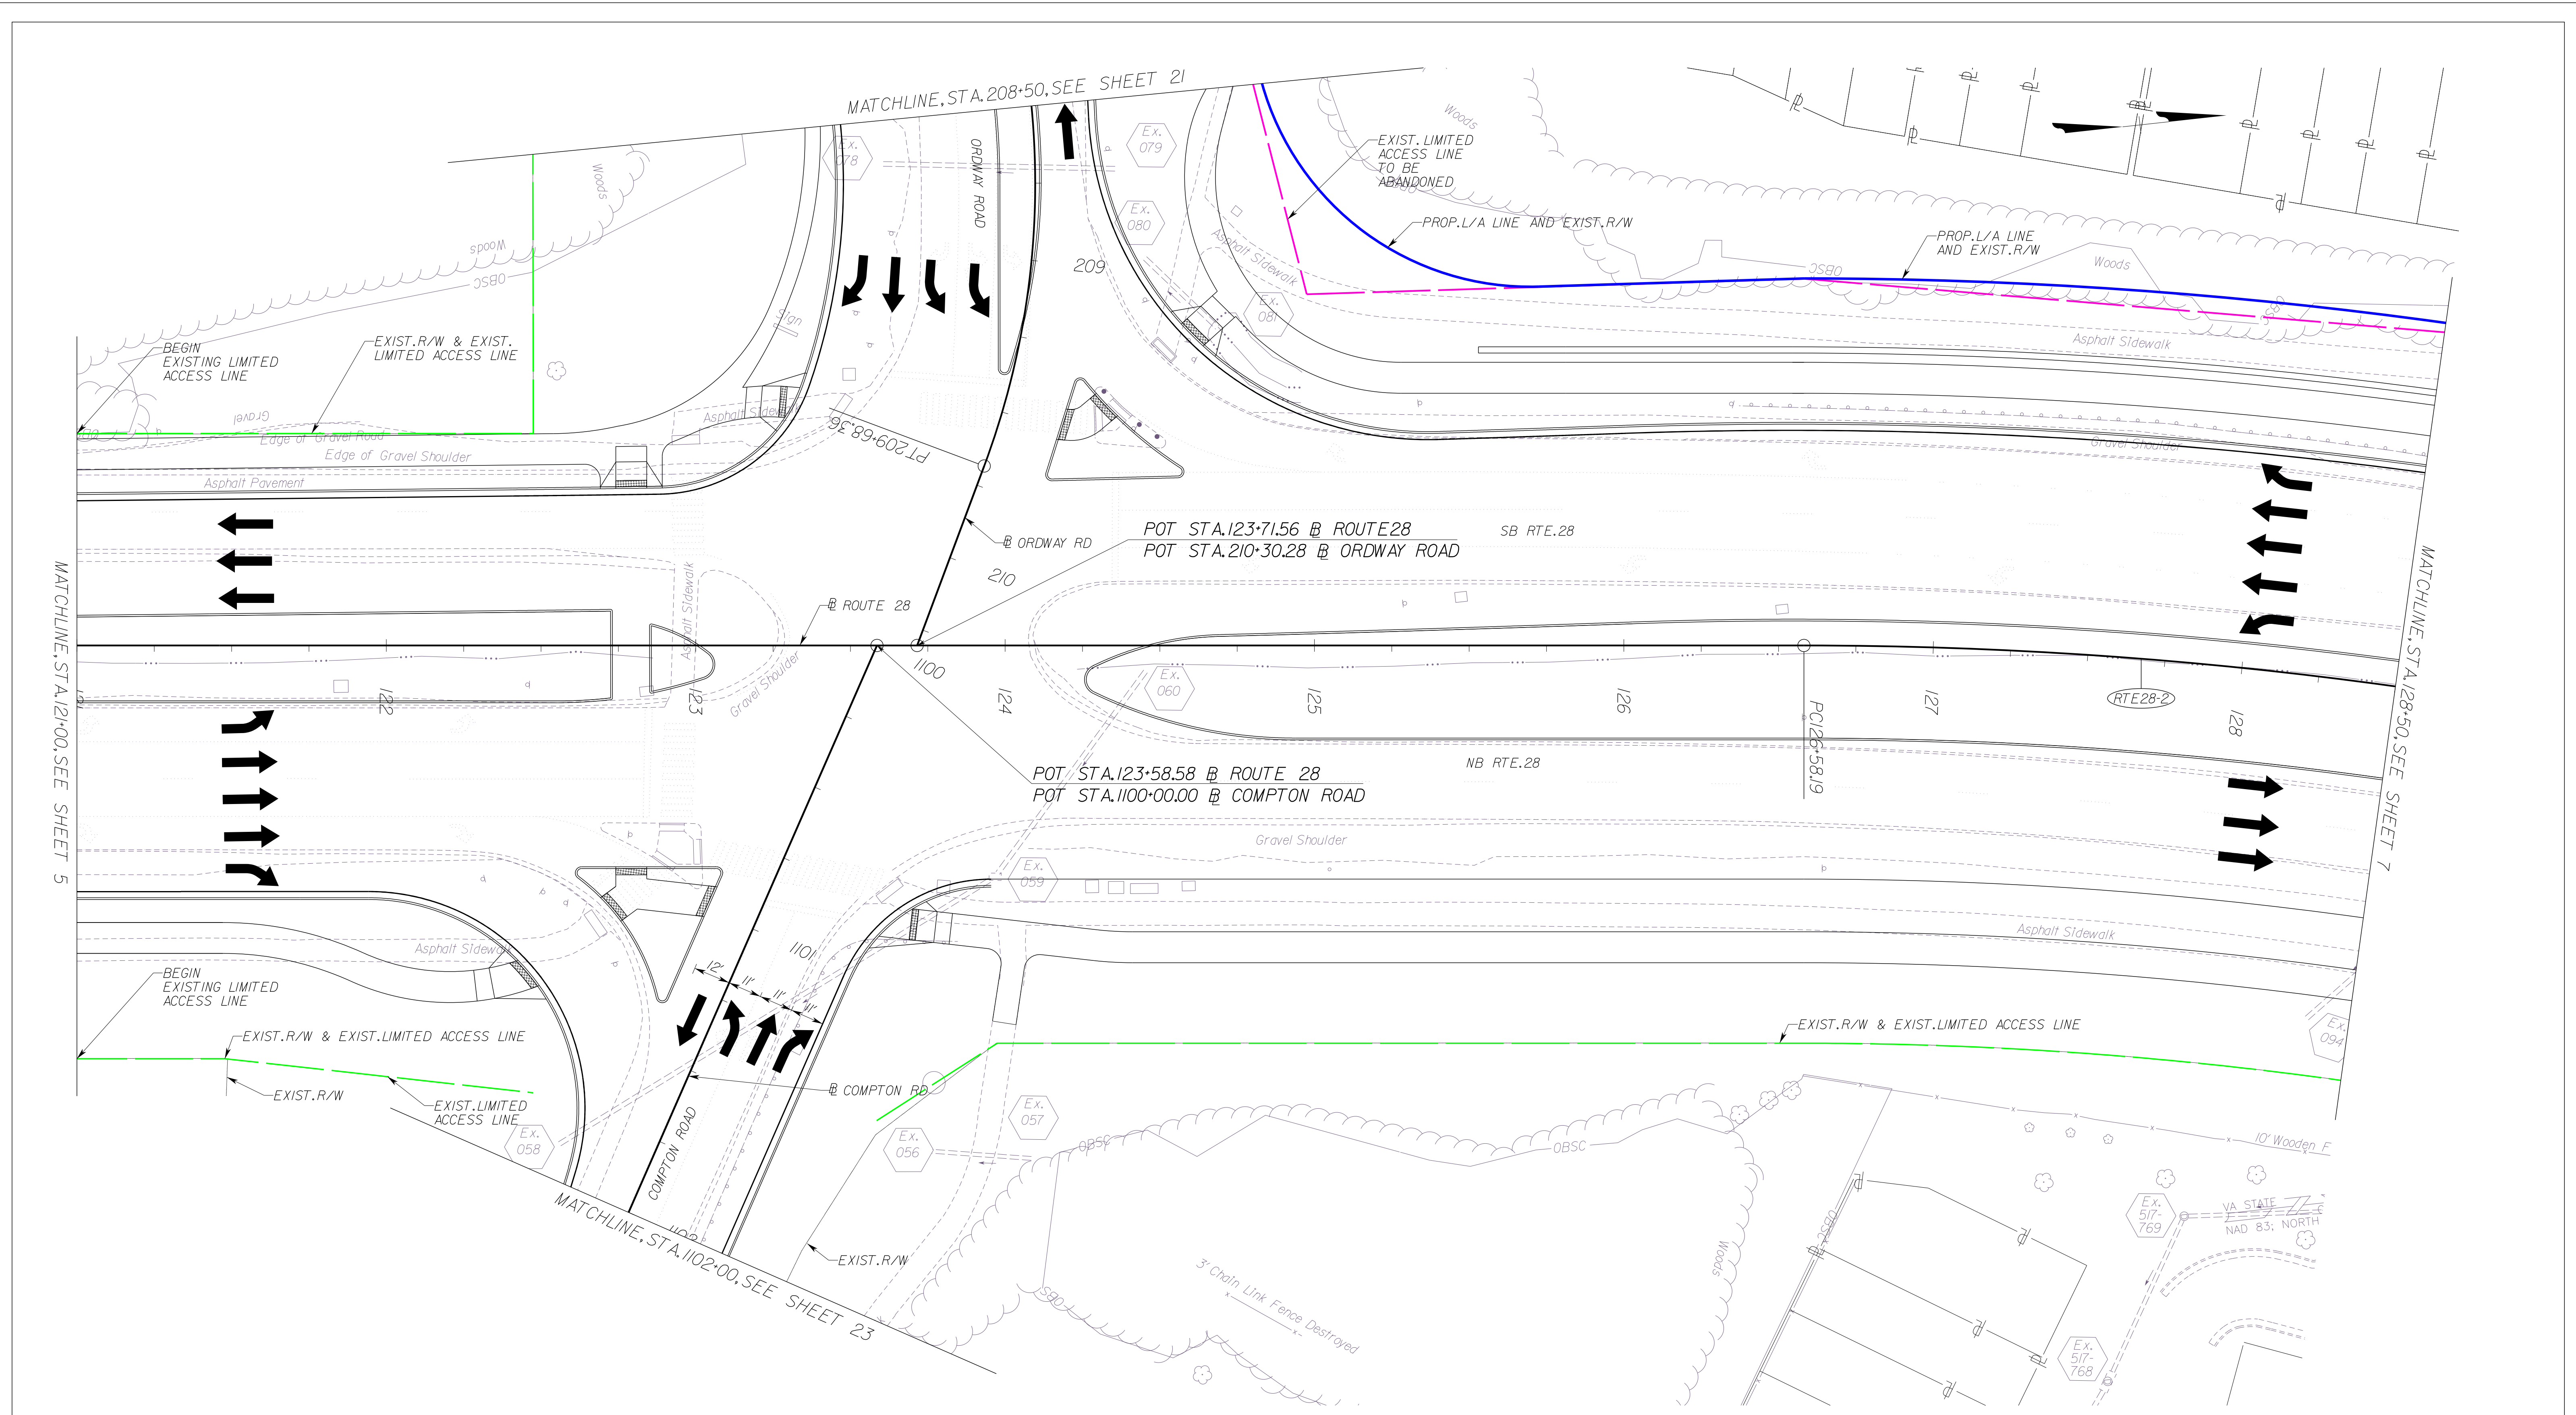 MATCHLINE, STA. 208+50, SEE SHEET 21
Ex.
078
Ex.
079
Ex.
080
Ex.
081
ORDWAY ROAD
209
Woods
Woods
Woods
OBSC
EXIST. LIMITED
ACCESS LINE
TO BE
ABANDONED
PROP. L/A LINE AND EXIST. R/W
PROP. L/A LINE
AND EXIST. R/W
OBSC
Woods
Asphalt Sidewalk
Asphalt Sidewalk
Sign
BEGIN
EXISTING LIMITED
ACCESS LINE
EXIST. R/W & EXIST.
LIMITED ACCESS LINE
Gravel
Edge of Gravel Road
Edge of Gravel Shoulder
Asphalt Pavement
Asphalt Sidewalk
PT 209+68.36
Gravel Shoulder
℄ ORDWAY RD
210
POT STA. 123+71.56 ℄ ROUTE 28
POT STA. 210+30.28 ℄ ORDWAY ROAD
SB RTE. 28
MATCHLINE, STA. 121+00, SEE SHEET 5
MATCHLINE, STA. 128+50, SEE SHEET 7
Asphalt Sidewalk
℄ ROUTE 28
Gravel Shoulder
1100
122
123
124
125
126
127
128
Ex.
060
PC 126+58.19
RTE28-2
NB RTE. 28
POT STA. 123+58.58 ℄ ROUTE 28
POT STA. 1100+00.00 ℄ COMPTON ROAD
Gravel Shoulder
Ex.
059
Asphalt Sidewalk
Asphalt Sidewalk
1101
12'
11'
11'
11'
BEGIN
EXISTING LIMITED
ACCESS LINE
EXIST. R/W & EXIST. LIMITED ACCESS LINE
EXIST. R/W
EXIST. LIMITED
ACCESS LINE
EXIST. R/W & EXIST. LIMITED ACCESS LINE
Ex.
094
℄ COMPTON RD
COMPTON ROAD
Ex.
058
Ex.
057
Ex.
056
OBSC
OBSC
10' Wooden F
1102
MATCHLINE, STA. 1102+00, SEE SHEET 23
EXIST. R/W
OBSC
3' Chain Link Fence Destroyed
Woods
OBSC
Ex.
517-
769
VA STATE
NAD 83; NORTH
Ex.
517-
768